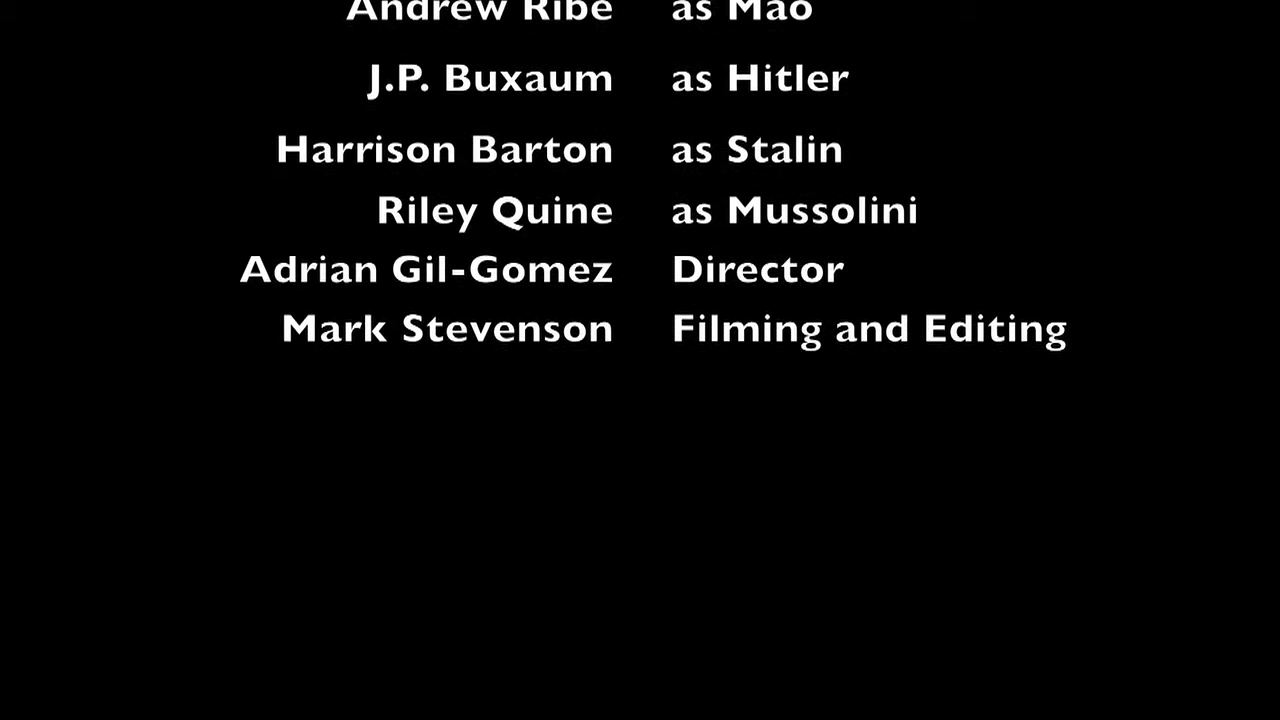 Andrew Ribe as Mao
J.P. Buxaum as Hitler
Harrison Barton as Stalin
Riley Quine as Mussolini
Adrian Gil-Gomez Director
Mark Stevenson Filming and Editing